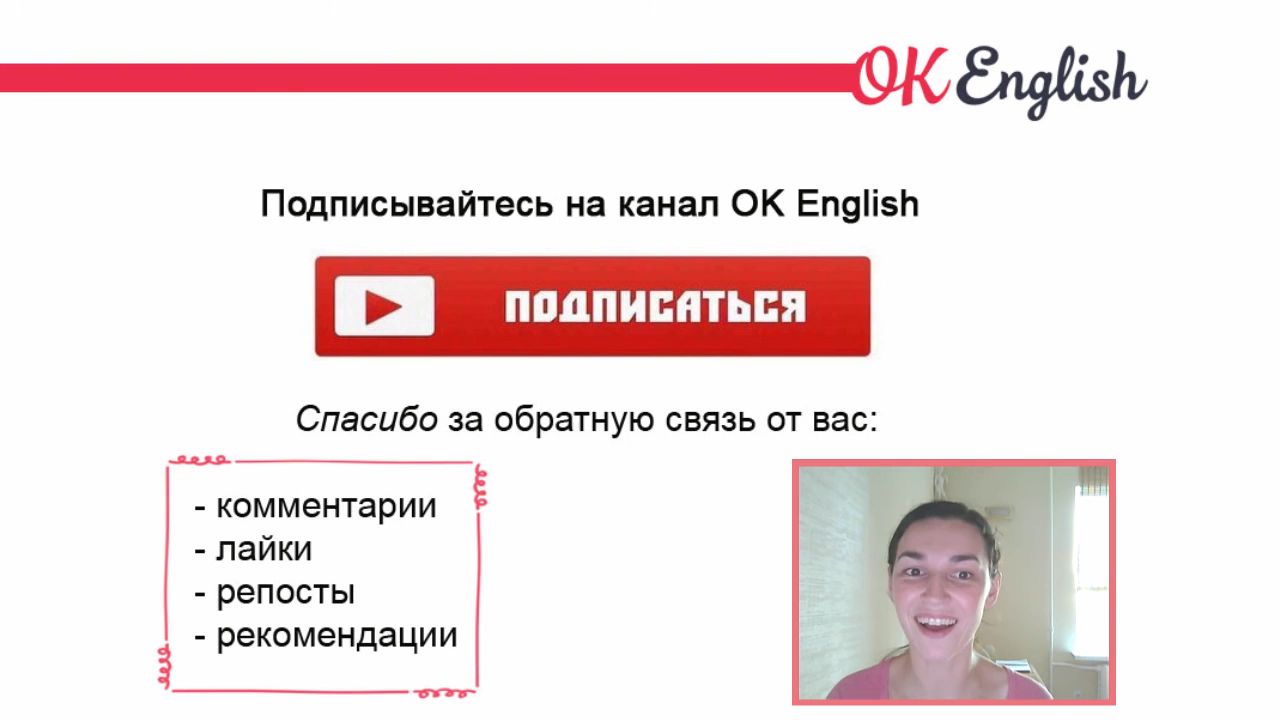 OK English
Подписывайтесь на канал OK English
ПОДПИСАТЬСЯ
Спасибо за обратную связь от вас:
- комментарии
- лайки
- репосты
- рекомендации